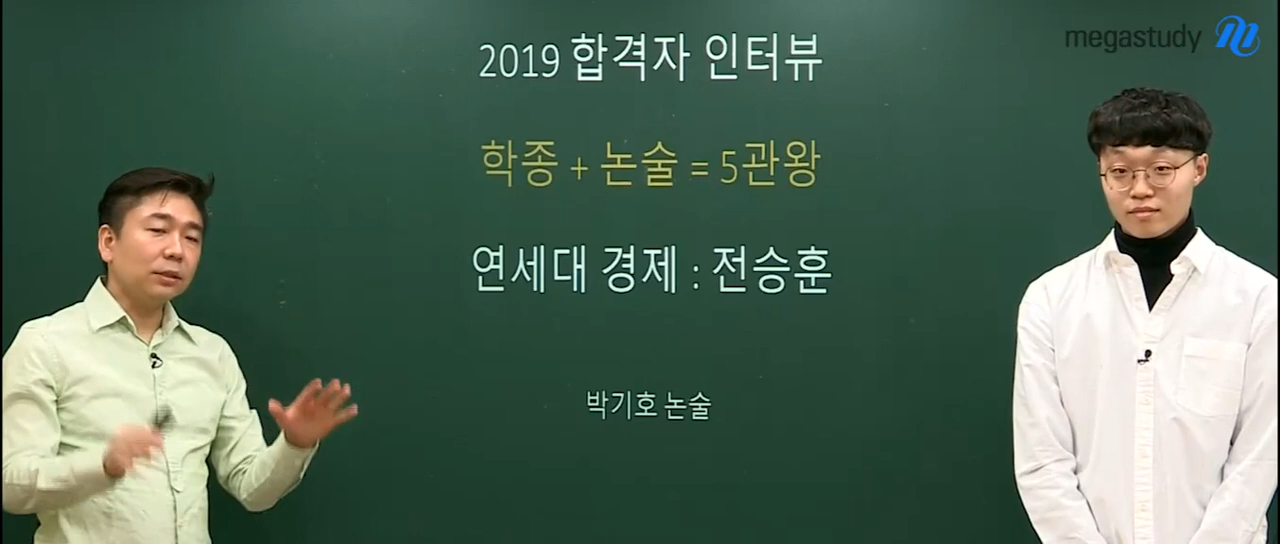 megastudy
2019 합격자 인터뷰
학종 + 논술 = 5관왕
연세대 경제 : 전승훈
박기호 논술